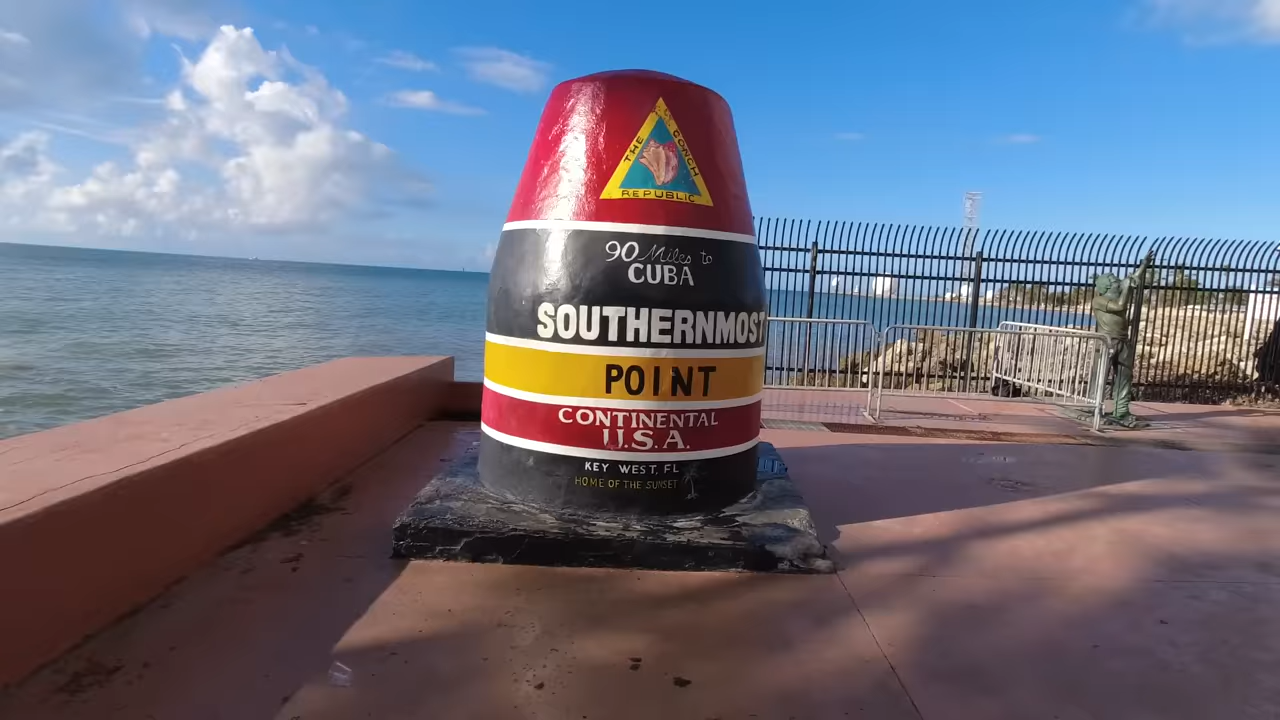 THE CONCH
REPUBLIC
90 Miles to
CUBA
SOUTHERNMOST
POINT
CONTINENTAL
U.S.A.
KEY WEST, FL
HOME OF THE SUNSET